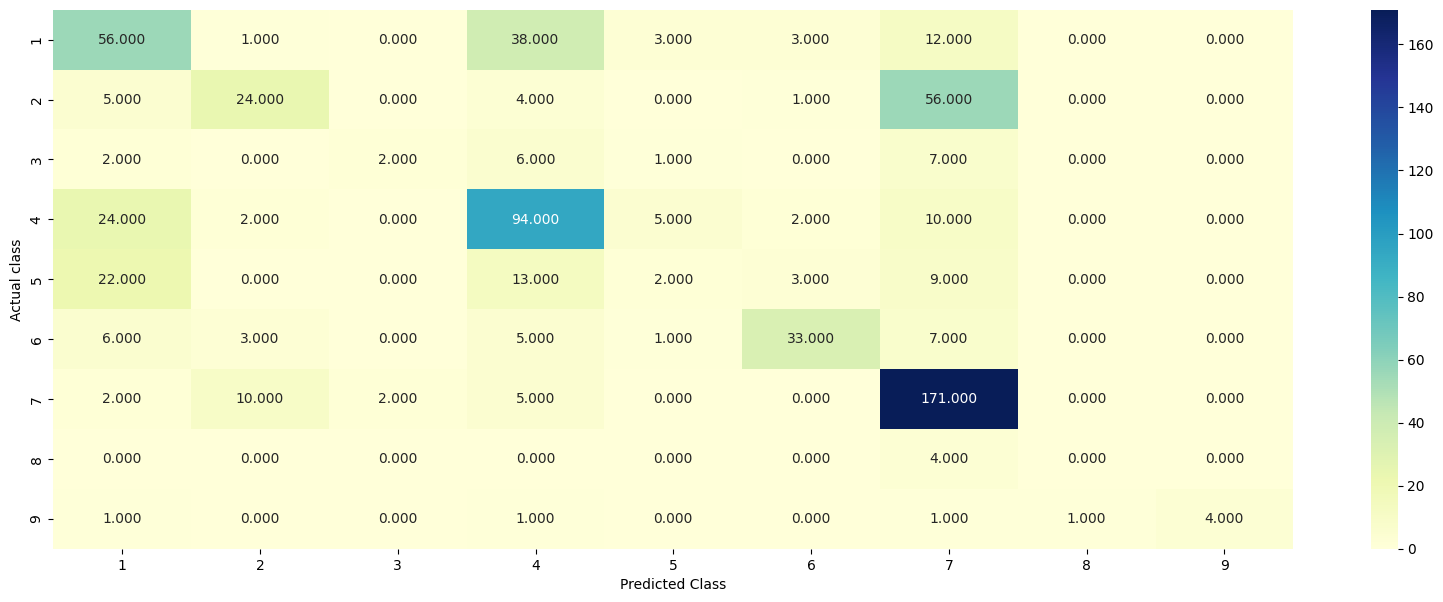 1 56.000 1.000 0.000 38.000 3.000 3.000 12.000 0.000 0.000
2 5.000 24.000 0.000 4.000 0.000 1.000 56.000 0.000 0.000
3 2.000 0.000 2.000 6.000 1.000 0.000 7.000 0.000 0.000
4 24.000 2.000 0.000 94.000 5.000 2.000 10.000 0.000 0.000
5 22.000 0.000 0.000 13.000 2.000 3.000 9.000 0.000 0.000
6 6.000 3.000 0.000 5.000 1.000 33.000 7.000 0.000 0.000
7 2.000 10.000 2.000 5.000 0.000 0.000 171.000 0.000 0.000
8 0.000 0.000 0.000 0.000 0.000 0.000 4.000 0.000 0.000
9 1.000 0.000 0.000 1.000 0.000 0.000 1.000 1.000 4.000
1 2 3 4 5 6 7 8 9
Predicted Class
Actual class
160
140
120
100
80
60
40
20
0